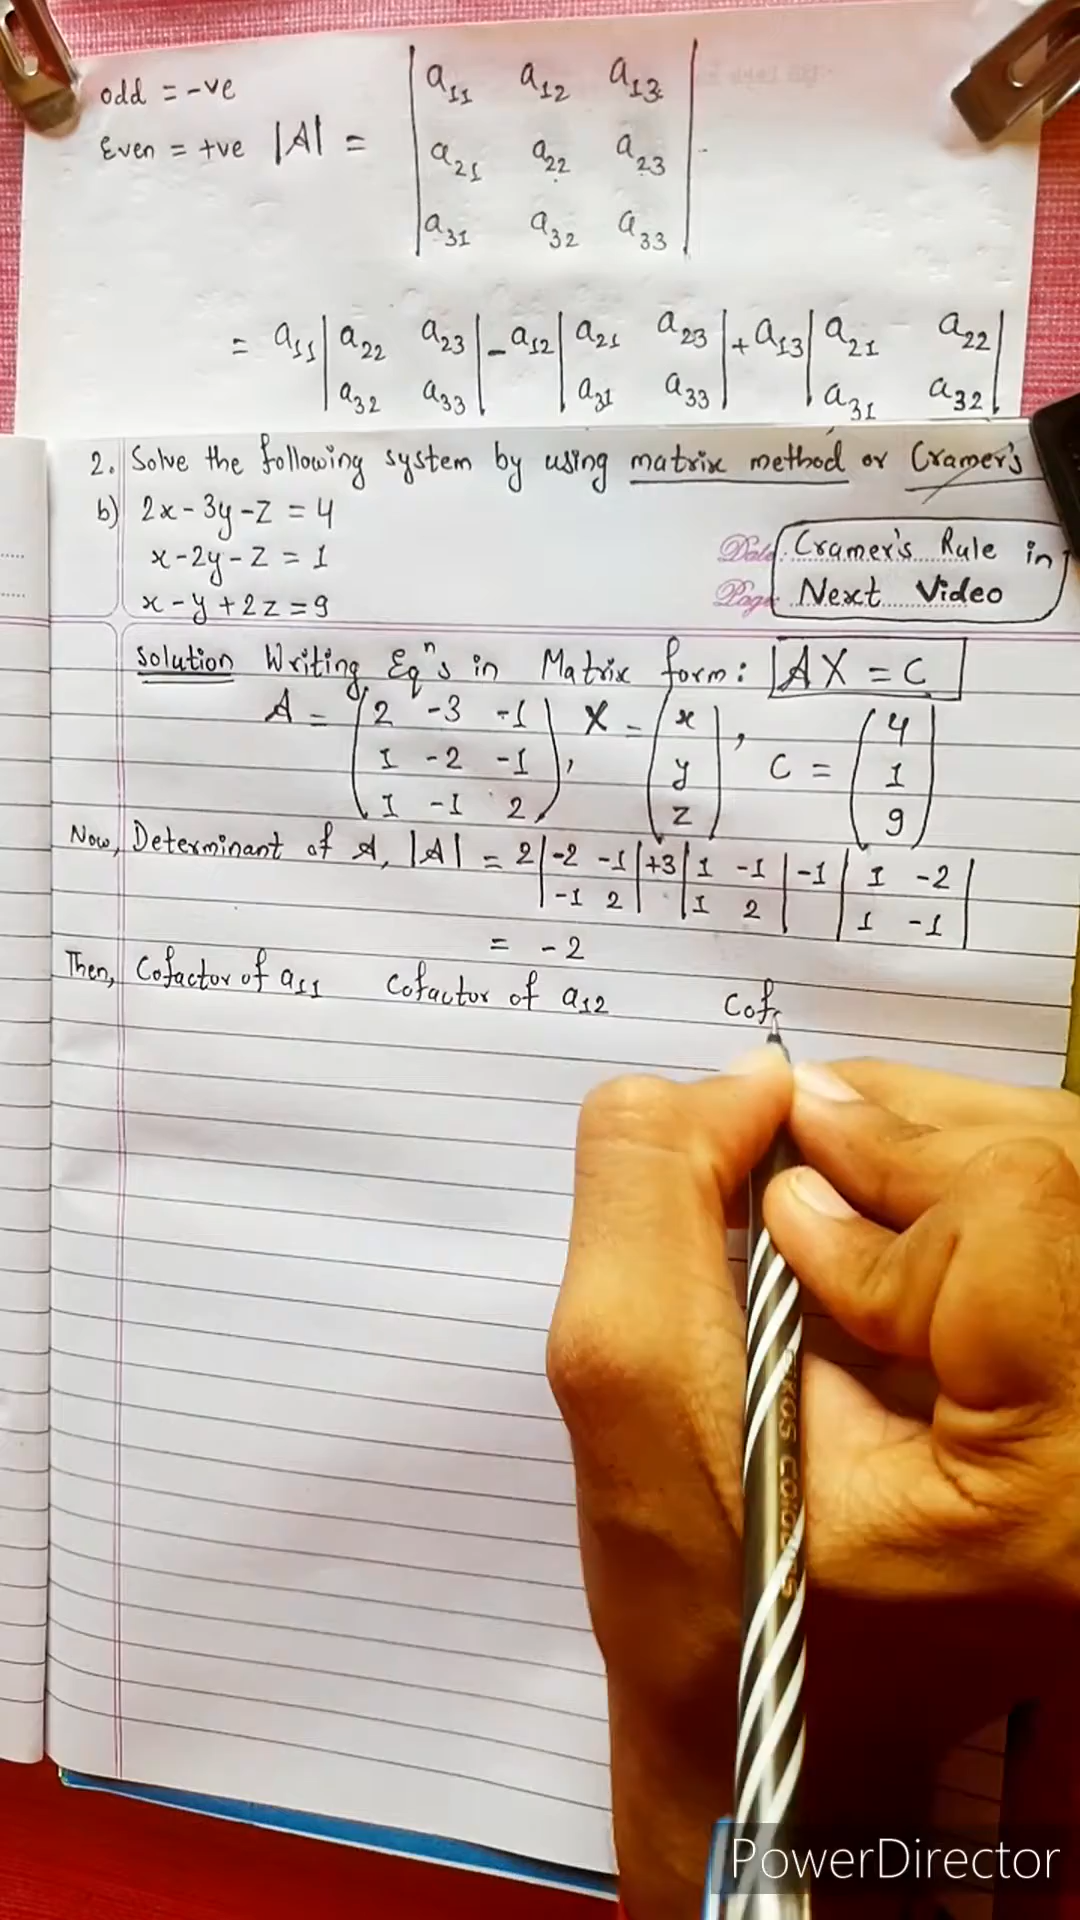 odd = -ve
Even = +ve |A| =
a11 a12 a13
a21 a22 a23
a31 a32 a33
= a11 | a22 a23 | - a12 | a21 a23 | + a13 | a21 a22 |
| a32 a33 | | a31 a33 | | a31 a32 |
2. Solve the following system by using matrix method or Cramer's
b) 2x - 3y - z = 4
x - 2y - z = 1
x - y + 2z = 9
Date:
Page:
Cramer's Rule in
Next Video
Solution Writing Eqⁿs in Matrix form: AX = C
A = ( 2 -3 -1 ) , X = ( x ) , C = ( 4 )
( 1 -2 -1 ) ( y ) ( 1 )
( 1 -1 2 ) ( z ) ( 9 )
Now, Determinant of A, |A| = 2 | -2 -1 | +3 | 1 -1 | -1 | 1 -2 |
| -1 2 | | 1 2 | | 1 -1 |
= -2
Then, Cofactor of a11 Cofactor of a12 Cof
PowerDirector